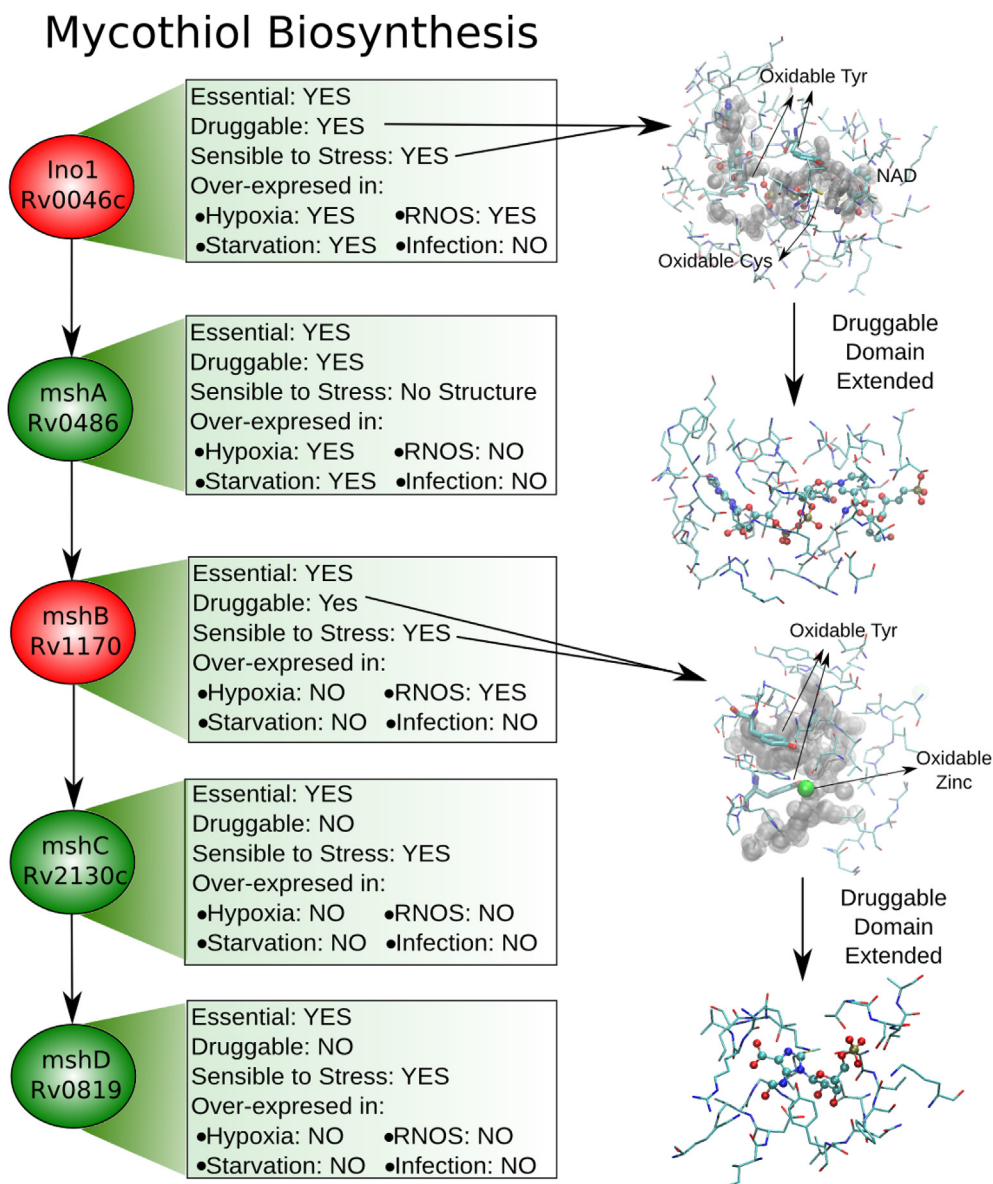 Mycothiol Biosynthesis
Ino1
Rv0046c
Essential: YES
Druggable: YES
Sensible to Stress: YES
Over-expresed in:
•Hypoxia: YES •RNOS: YES
•Starvation: YES •Infection: NO
Oxidable Tyr
NAD
Oxidable Cys
Druggable
Domain
Extended
mshA
Rv0486
Essential: YES
Druggable: YES
Sensible to Stress: No Structure
Over-expresed in:
•Hypoxia: YES •RNOS: NO
•Starvation: YES •Infection: NO
mshB
Rv1170
Essential: YES
Druggable: Yes
Sensible to Stress: YES
Over-expresed in:
•Hypoxia: NO •RNOS: YES
•Starvation: NO •Infection: NO
Oxidable Tyr
Oxidable
Zinc
Druggable
Domain
Extended
mshC
Rv2130c
Essential: YES
Druggable: NO
Sensible to Stress: YES
Over-expresed in:
•Hypoxia: NO •RNOS: NO
•Starvation: NO •Infection: NO
mshD
Rv0819
Essential: YES
Druggable: NO
Sensible to Stress: YES
Over-expresed in:
•Hypoxia: NO •RNOS: NO
•Starvation: NO •Infection: NO